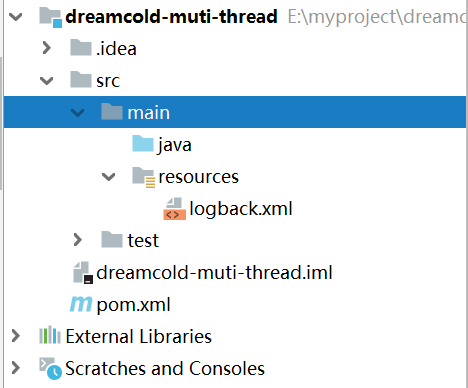 dreamcold-muti-thread E:\myproject\dreamc
.idea
src
main
java
resources
logback.xml
test
dreamcold-muti-thread.iml
pom.xml
External Libraries
Scratches and Consoles